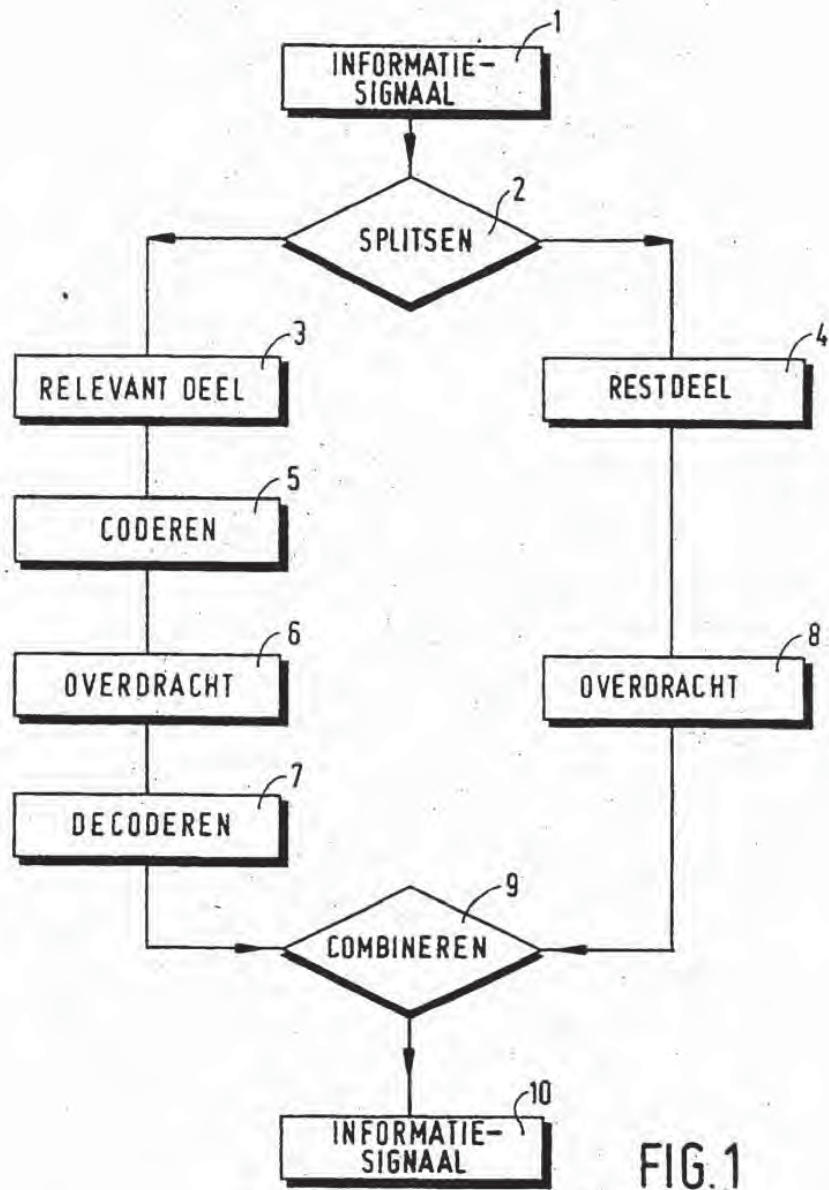 1
INFORMATIE-
SIGNAAL
2
SPLITSEN
3
RELEVANT DEEL
4
RESTDEEL
5
CODEREN
6
OVERDRACHT
8
OVERDRACHT
7
DECODEREN
9
COMBINEREN
10
INFORMATIE-
SIGNAAL
FIG.1